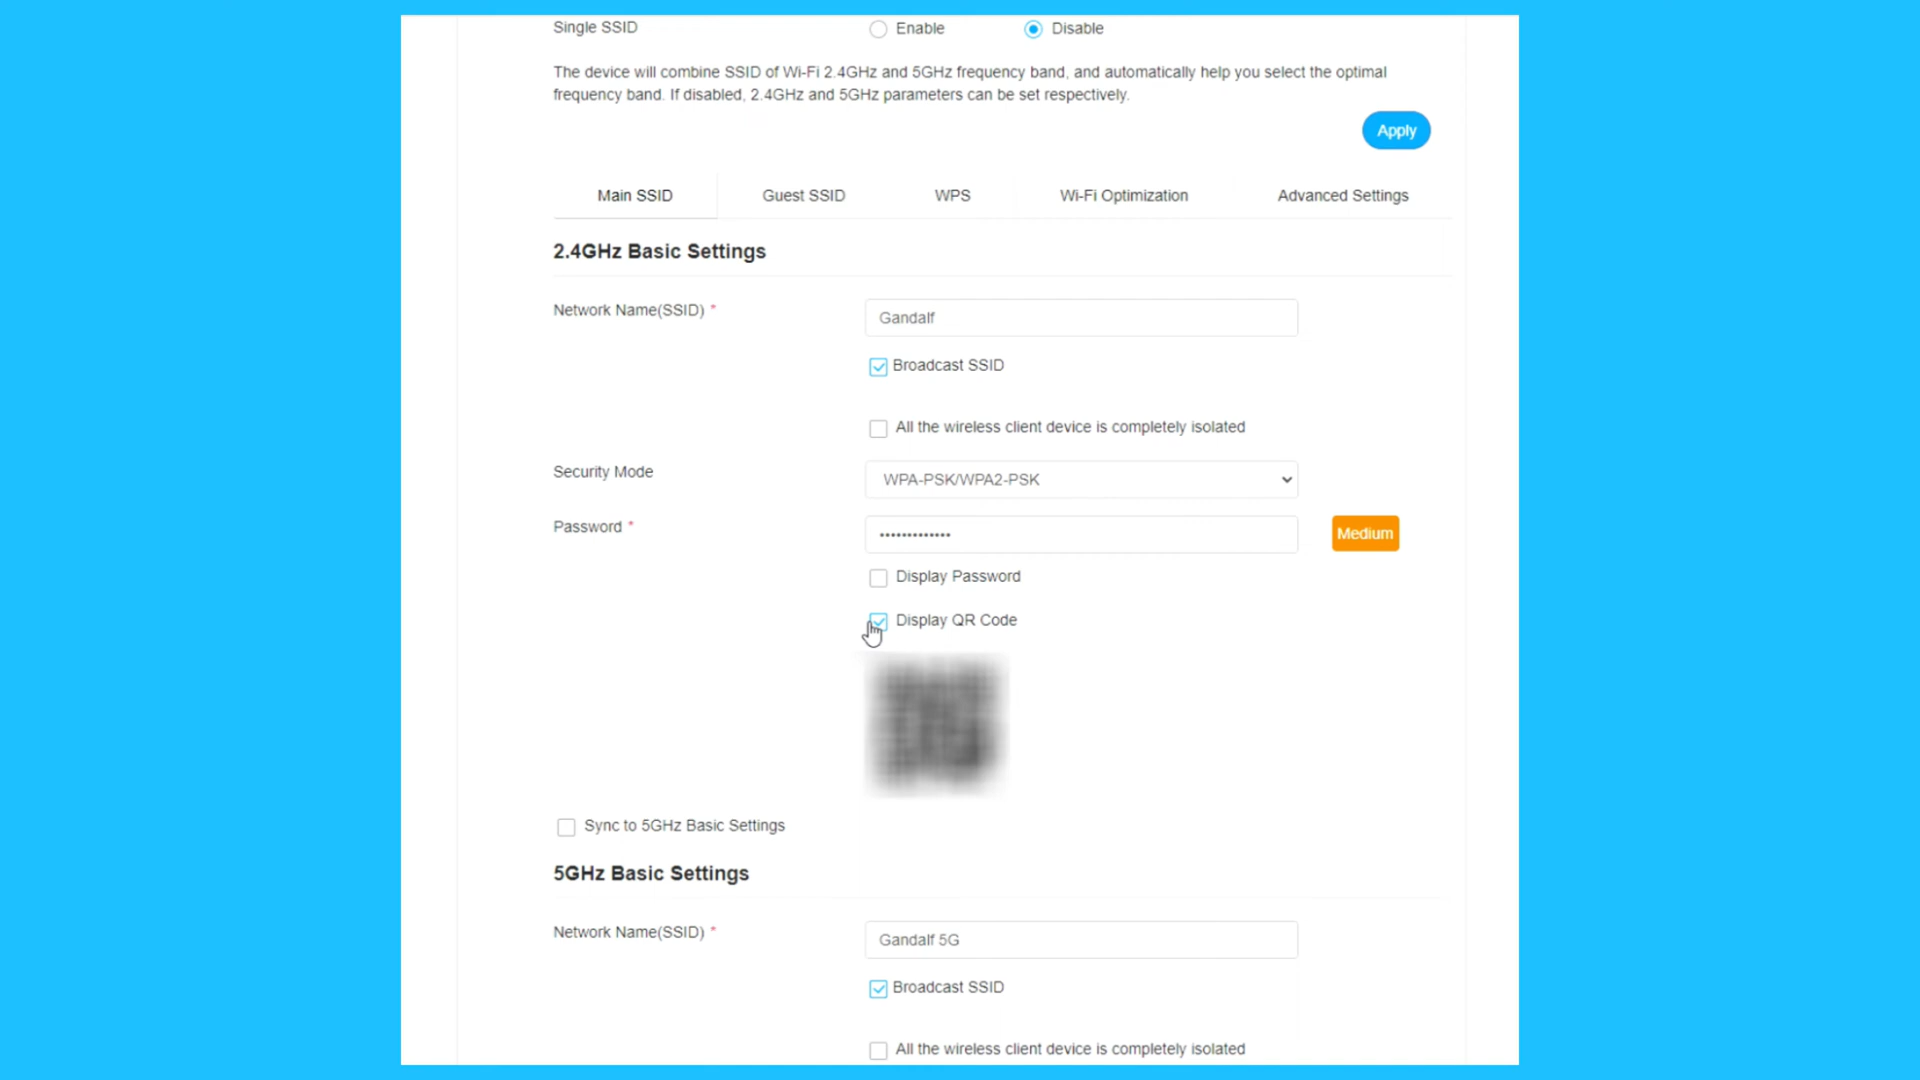 Single SSID Enable Disable
The device will combine SSID of Wi-Fi 2.4GHz and 5GHz frequency band, and automatically help you select the optimal
frequency band. If disabled, 2.4GHz and 5GHz parameters can be set respectively.
Apply
Main SSID Guest SSID WPS Wi-Fi Optimization Advanced Settings
2.4GHz Basic Settings
Network Name(SSID) * Gandalf
Broadcast SSID
All the wireless client device is completely isolated
Security Mode WPA-PSK/WPA2-PSK
Password * ••••••••••••• Medium
Display Password
Display QR Code
Sync to 5GHz Basic Settings
5GHz Basic Settings
Network Name(SSID) * Gandalf 5G
Broadcast SSID
All the wireless client device is completely isolated